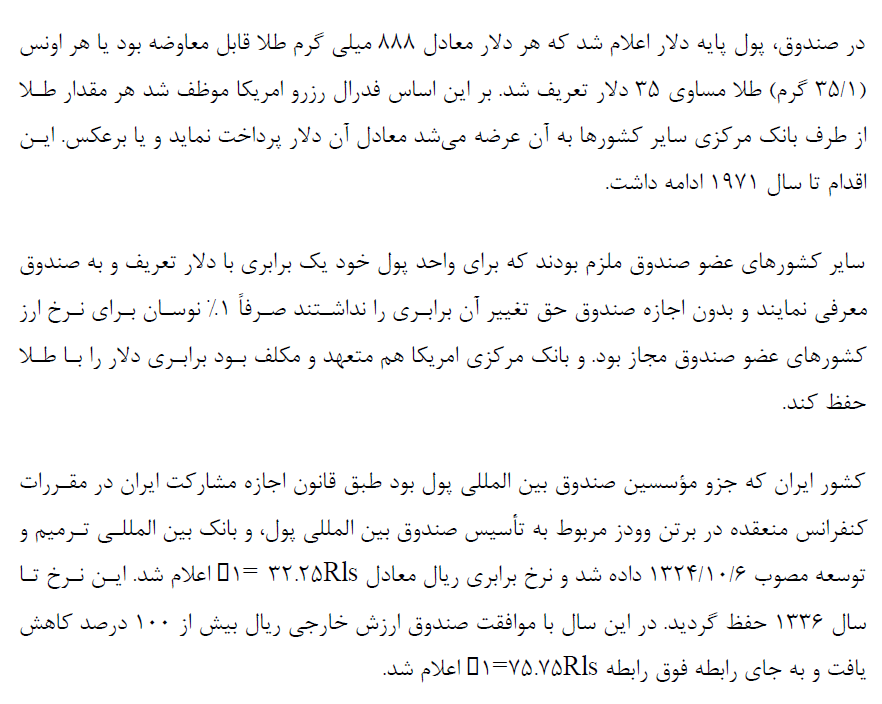 در صندوق، پول پایه دلار اعلام شد که هر دلار معادل ۸۸۸ میلی گرم طلا قابل معاوضه بود یا هر اونس
(۳۵/۱ گرم) طلا مساوی ۳۵ دلار تعریف شد. بر این اساس فدرال رزرو امریکا موظف شد هر مقدار طلا
از طرف بانک مرکزی سایر کشورها به آن عرضه می‌شد معادل آن دلار پرداخت نماید و یا برعکس. این
اقدام تا سال ۱۹۷۱ ادامه داشت.
سایر کشورهای عضو صندوق ملزم بودند که برای واحد پول خود یک برابری با دلار تعریف و به صندوق
معرفی نمایند و بدون اجازه صندوق حق تغییر آن برابری را نداشتند صرفاً ۱٪ نوسان برای نرخ ارز
کشورهای عضو صندوق مجاز بود. و بانک مرکزی امریکا هم متعهد و مکلف بود برابری دلار را با طلا
حفظ کند.
کشور ایران که جزو مؤسسین صندوق بین المللی پول بود طبق قانون اجازه مشارکت ایران در مقررات
کنفرانس منعقده در برتن وودز مربوط به تأسیس صندوق بین المللی پول، و بانک بین المللی ترمیم و
توسعه مصوب ۱۳۲۴/۱۰/۶ داده شد و نرخ برابری ریال معادل ۳۲.۲۵Rls =۱▯ اعلام شد. این نرخ تا
سال ۱۳۳۶ حفظ گردید. در این سال با موافقت صندوق ارزش خارجی ریال بیش از ۱۰۰ درصد کاهش
یافت و به جای رابطه فوق رابطه ۷۵.۷۵Rls=۱▯ اعلام شد.